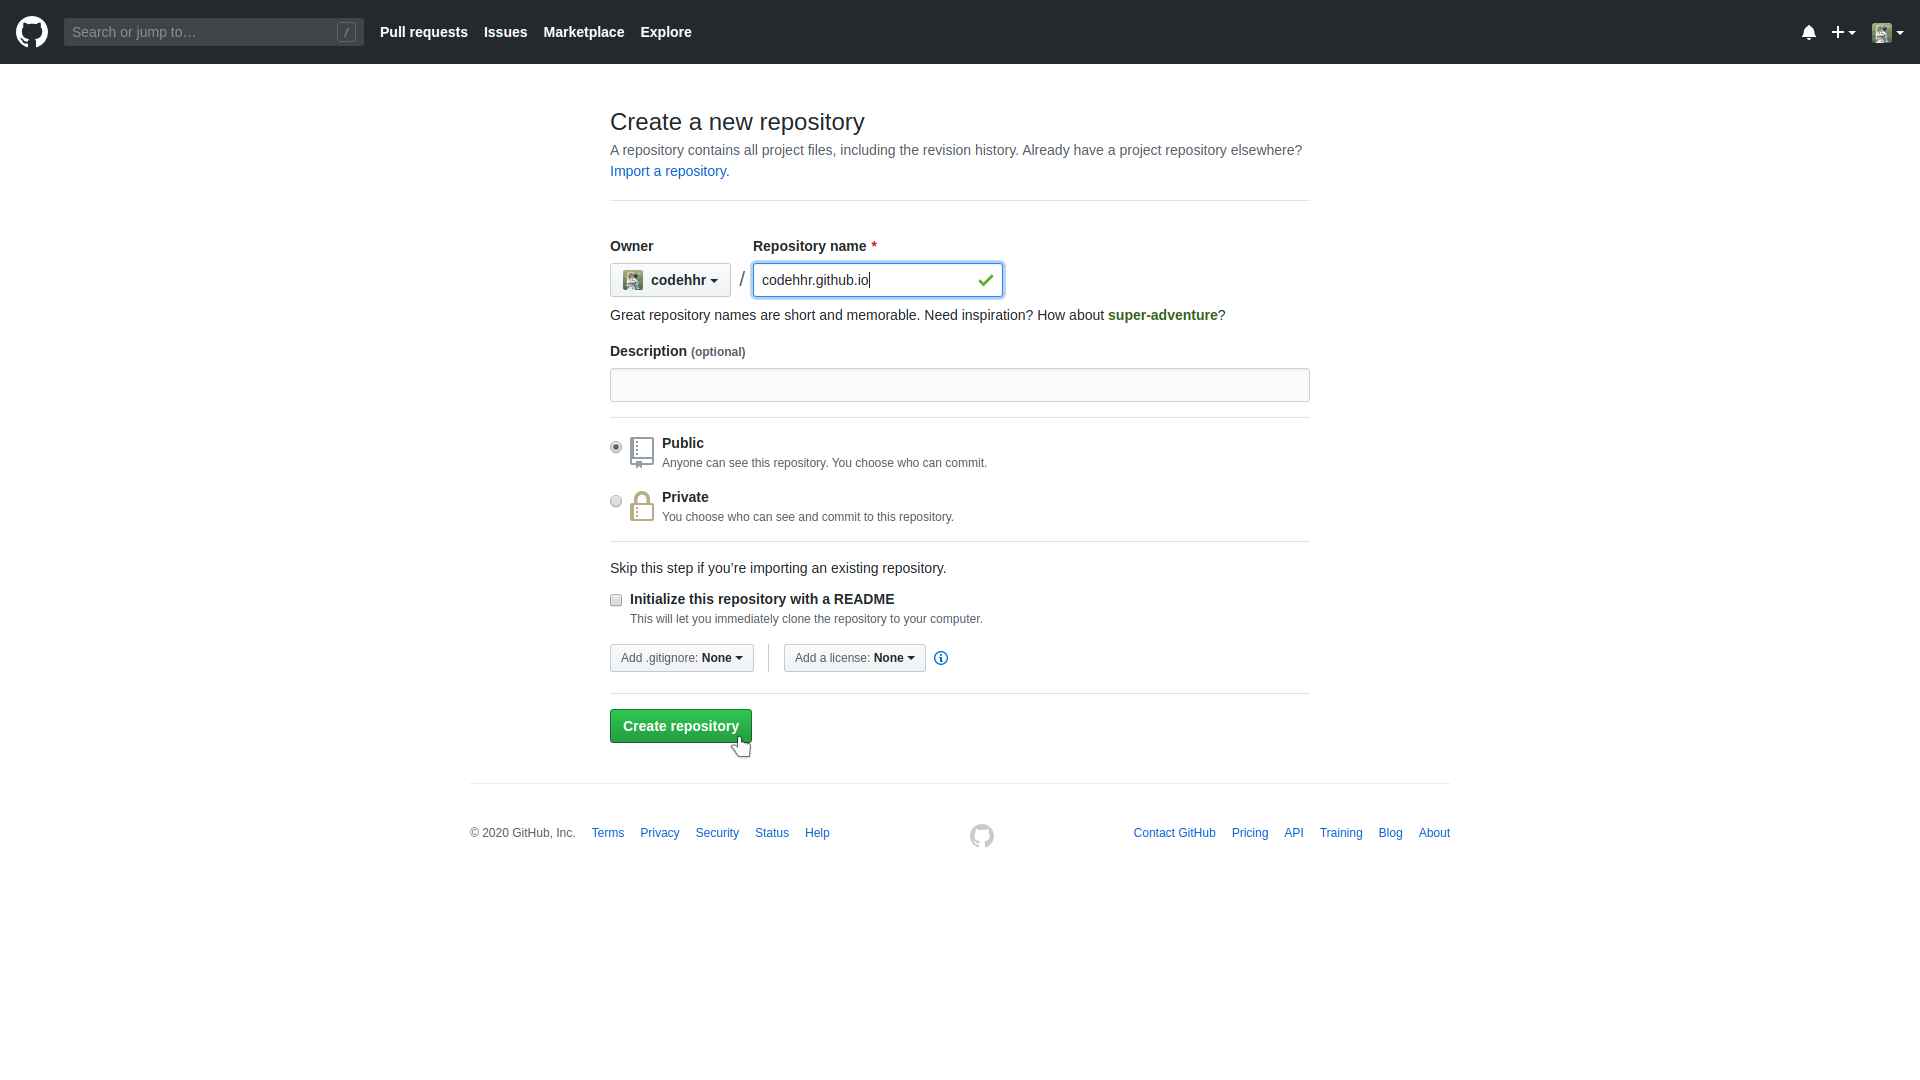 Search or jump to… /
Pull requests Issues Marketplace Explore
Create a new repository
A repository contains all project files, including the revision history. Already have a project repository elsewhere?
Import a repository.
Owner Repository name *
codehhr / codehhr.github.io
Great repository names are short and memorable. Need inspiration? How about super-adventure?
Description (optional)
Public
Anyone can see this repository. You choose who can commit.
Private
You choose who can see and commit to this repository.
Skip this step if you’re importing an existing repository.
Initialize this repository with a README
This will let you immediately clone the repository to your computer.
Add .gitignore: None Add a license: None
Create repository
© 2020 GitHub, Inc. Terms Privacy Security Status Help Contact GitHub Pricing API Training Blog About